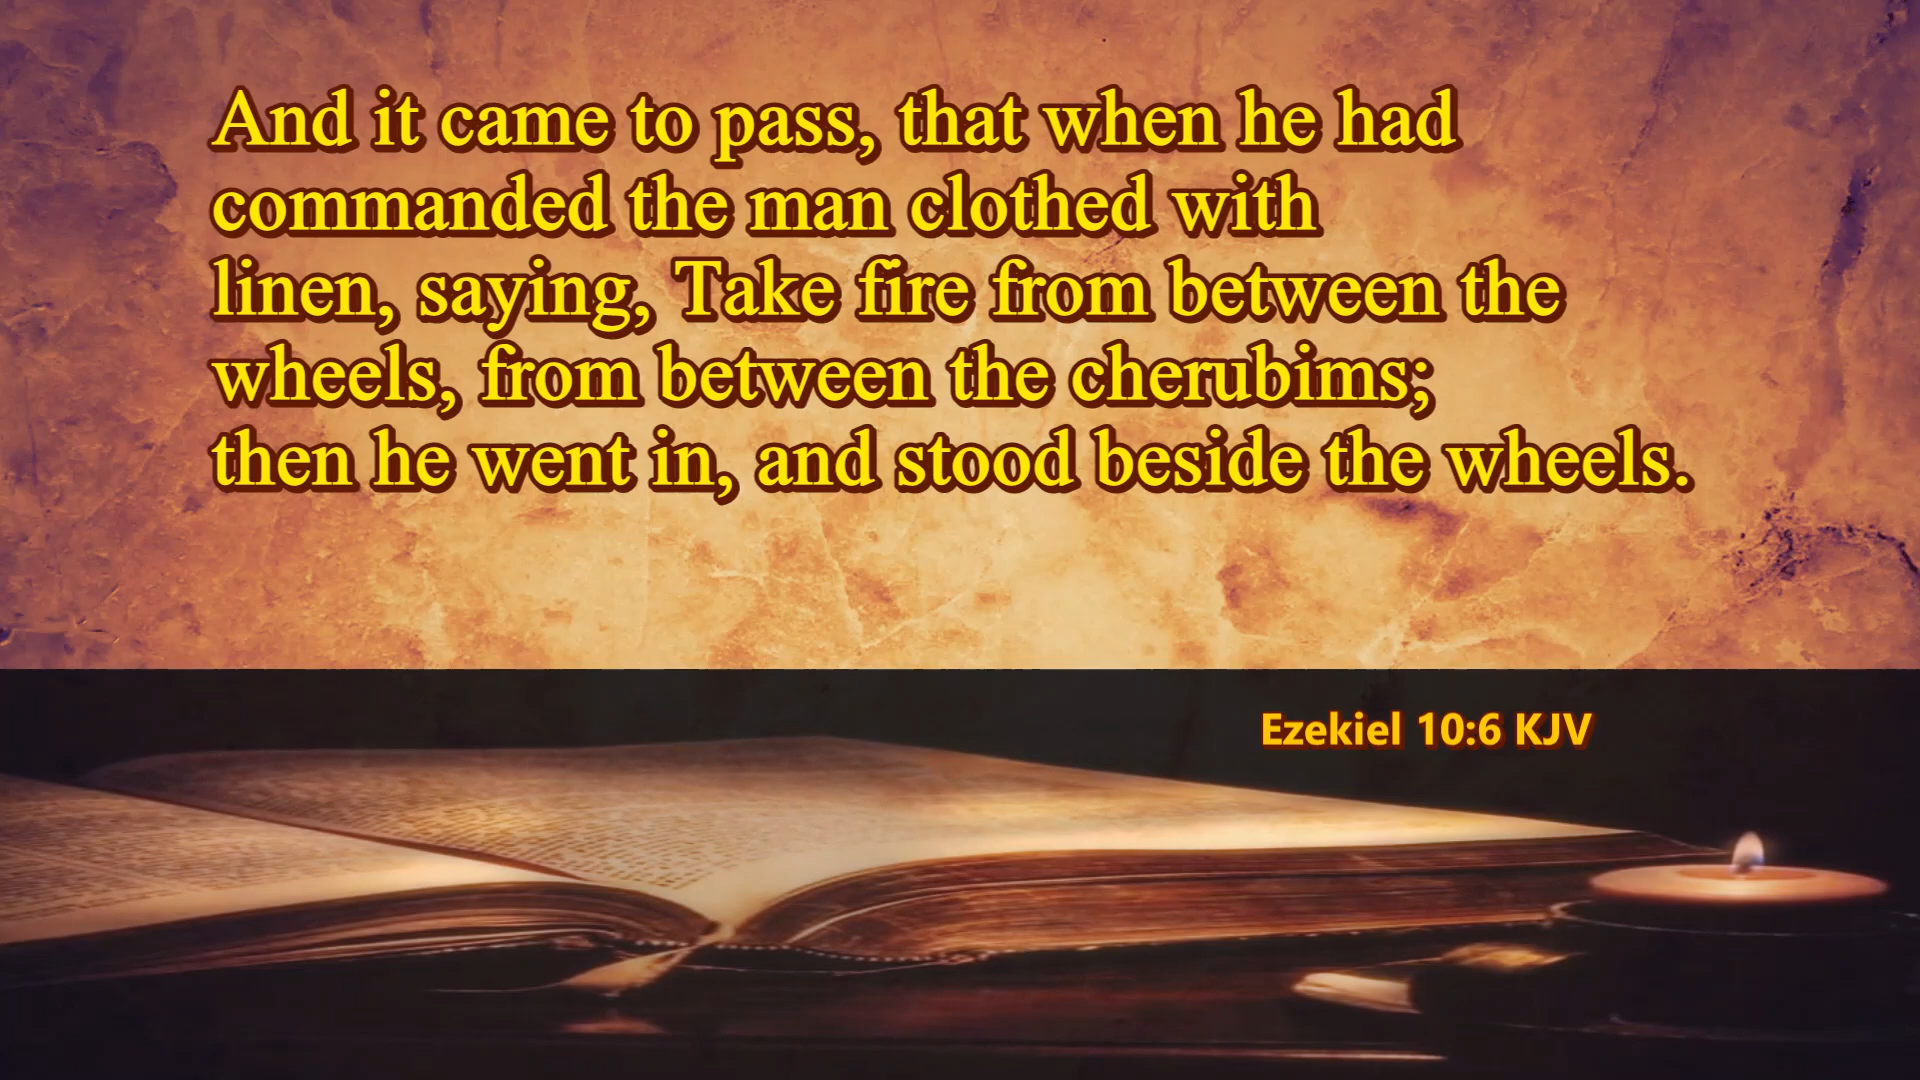 And it came to pass, that when he had
commanded the man clothed with
linen, saying, Take fire from between the
wheels, from between the cherubims;
then he went in, and stood beside the wheels.
Ezekiel 10:6 KJV